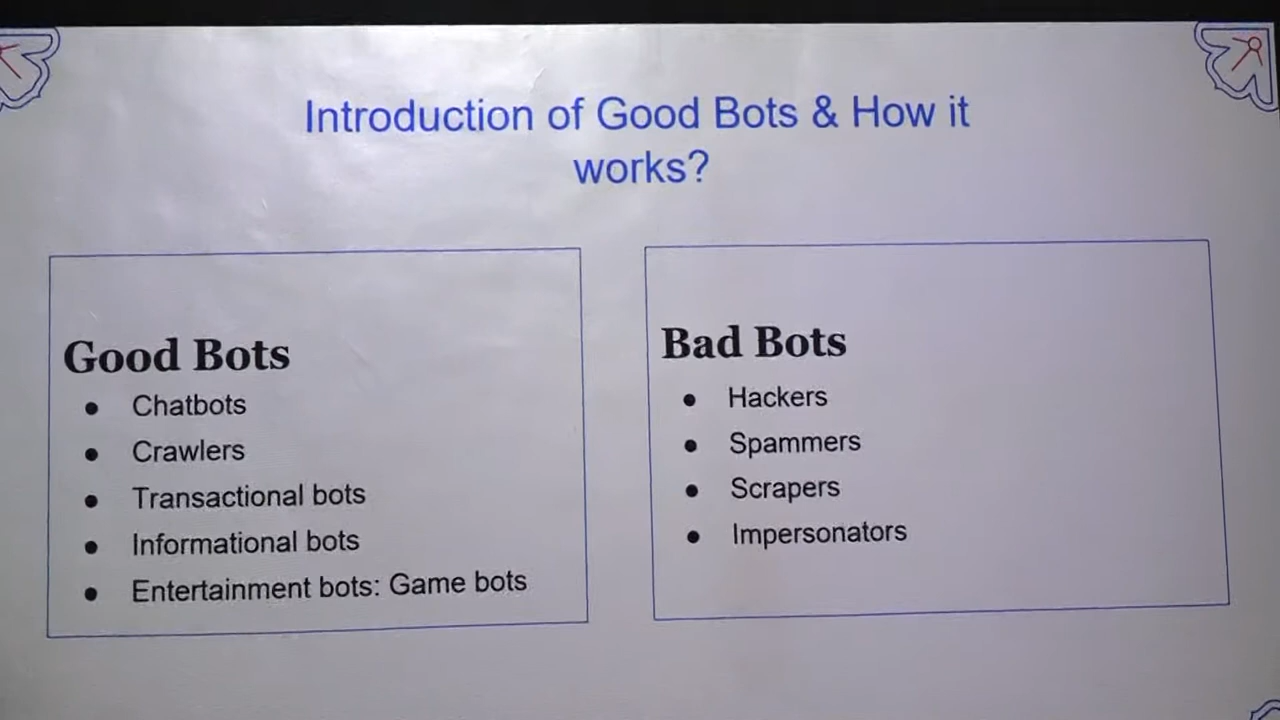 Introduction of Good Bots & How it
works?
Good Bots
● Chatbots
● Crawlers
● Transactional bots
● Informational bots
● Entertainment bots: Game bots
Bad Bots
● Hackers
● Spammers
● Scrapers
● Impersonators